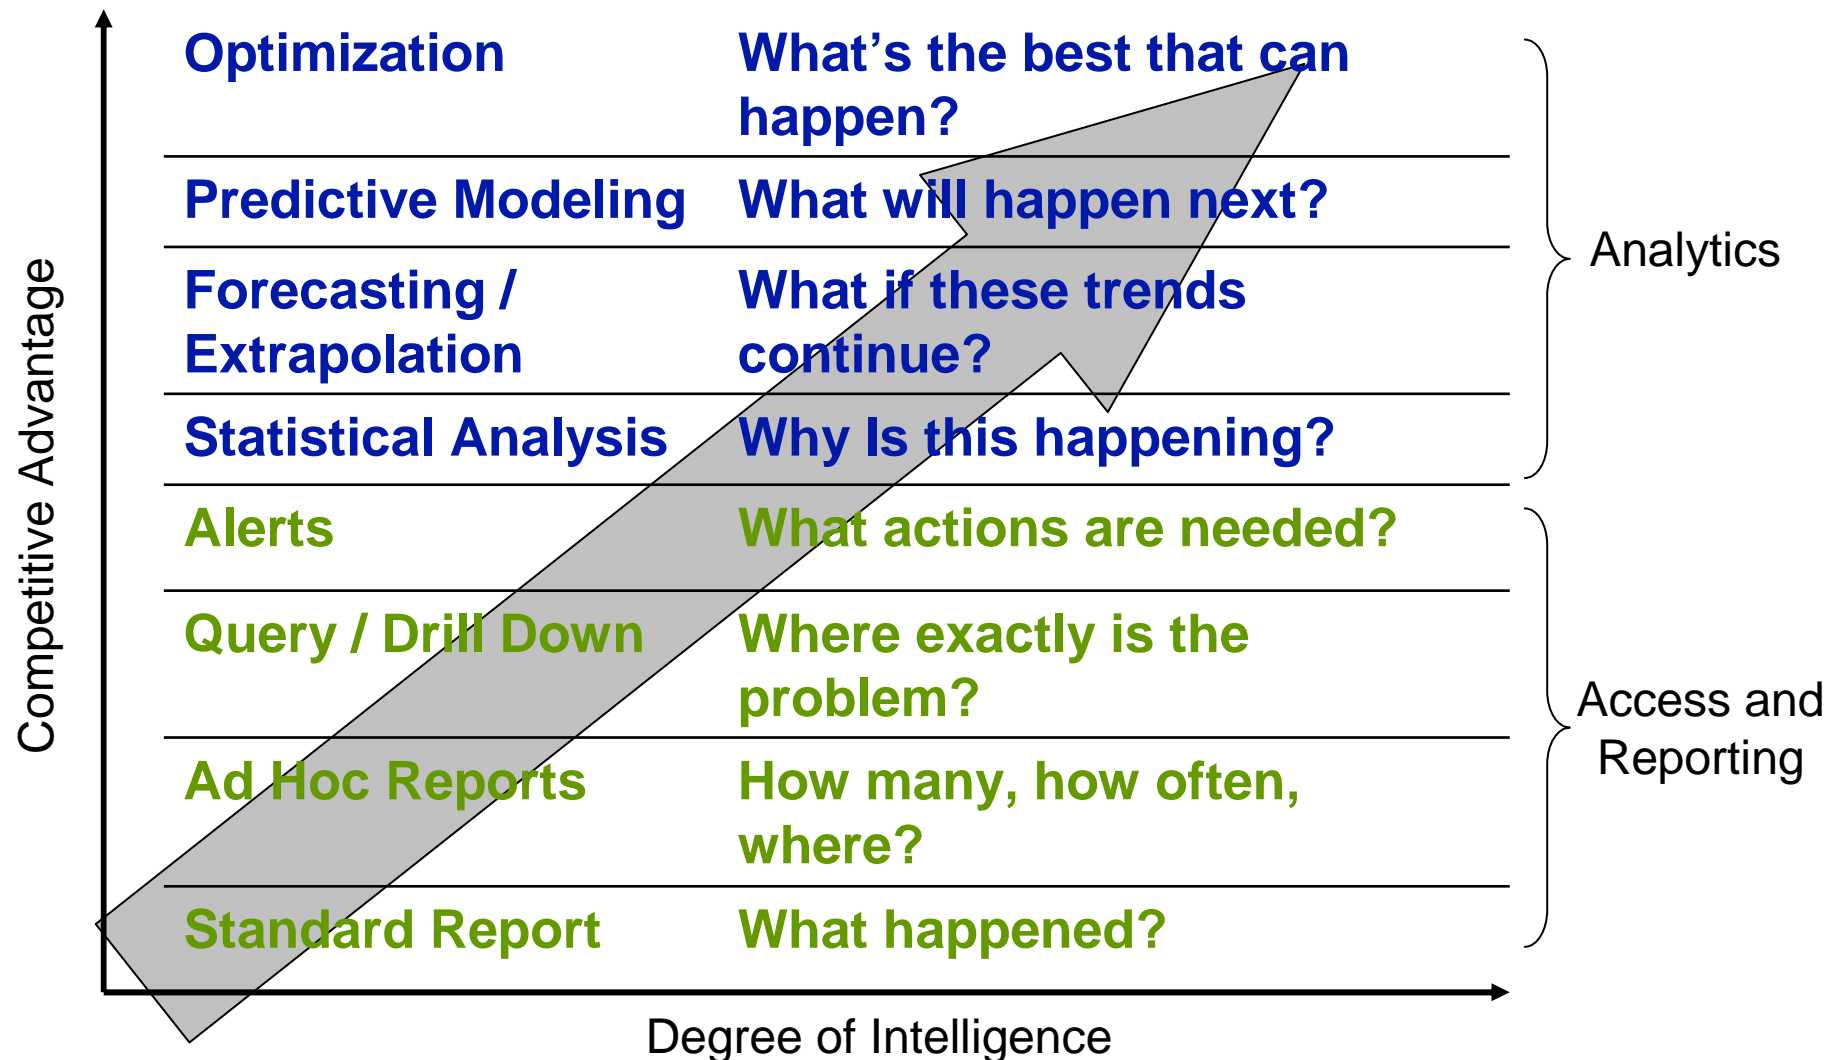 Optimization
What’s the best that can
happen?
Predictive Modeling
What will happen next?
Forecasting /
Extrapolation
What if these trends
continue?
Statistical Analysis
Why Is this happening?
Alerts
What actions are needed?
Query / Drill Down
Where exactly is the
problem?
Ad Hoc Reports
How many, how often,
where?
Standard Report
What happened?
Analytics
Access and
Reporting
Competitive Advantage
Degree of Intelligence